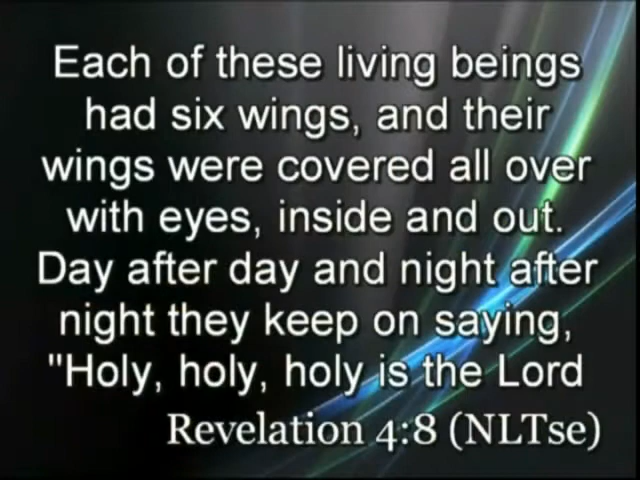 Each of these living beings
had six wings, and their
wings were covered all over
with eyes, inside and out.
Day after day and night after
night they keep on saying,
"Holy, holy, holy is the Lord
Revelation 4:8 (NLTse)